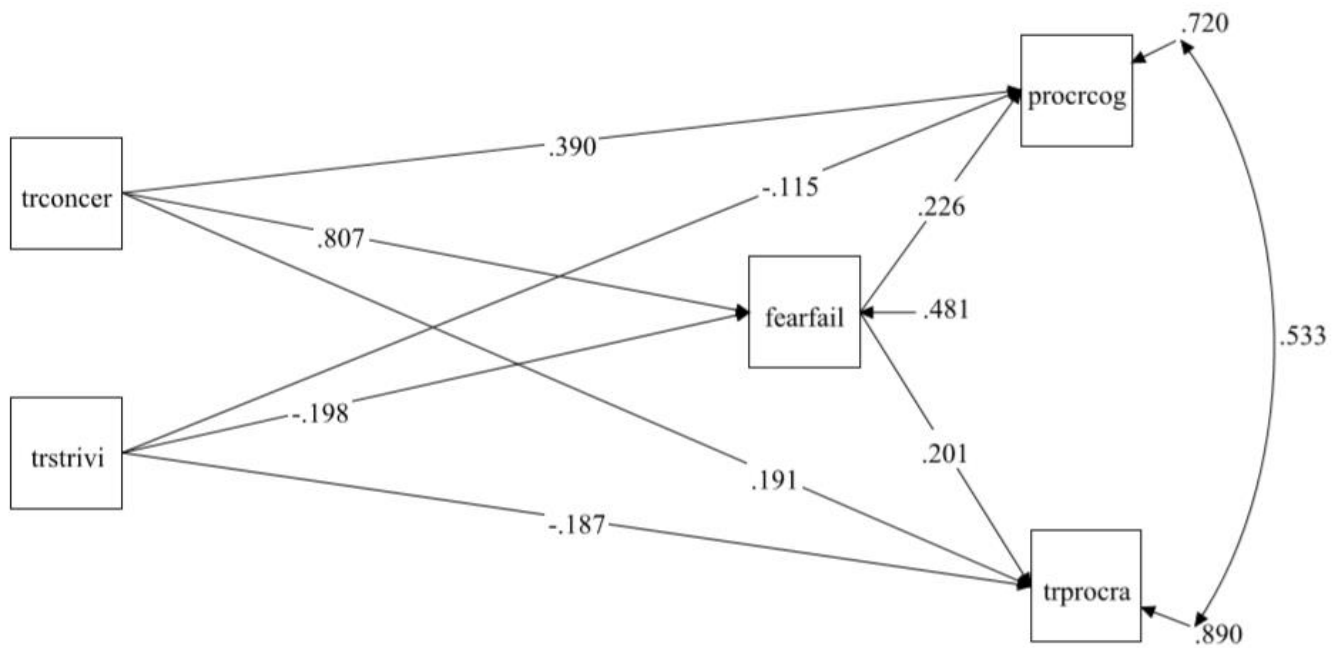 .720
procrcog
.390
trconcer
-.115
.226
.807
fearfail
.481
.533
-.198
trstrivi
.201
.191
-.187
trprocra
.890